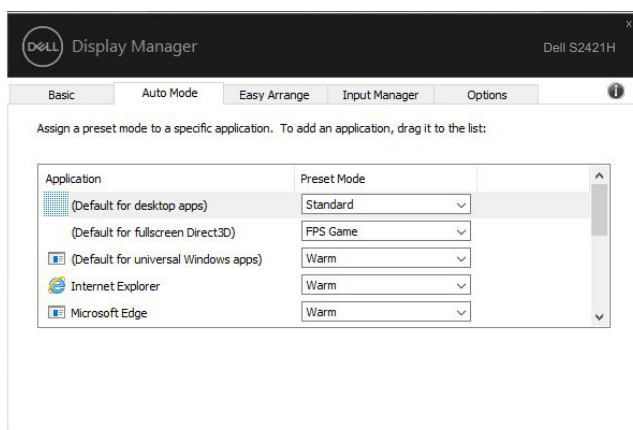 DELL Display Manager
x
Dell S2421H
Basic Auto Mode Easy Arrange Input Manager Options
Assign a preset mode to a specific application. To add an application, drag it to the list:
Application Preset Mode
(Default for desktop apps) Standard
(Default for fullscreen Direct3D) FPS Game
(Default for universal Windows apps) Warm
Internet Explorer Warm
Microsoft Edge Warm